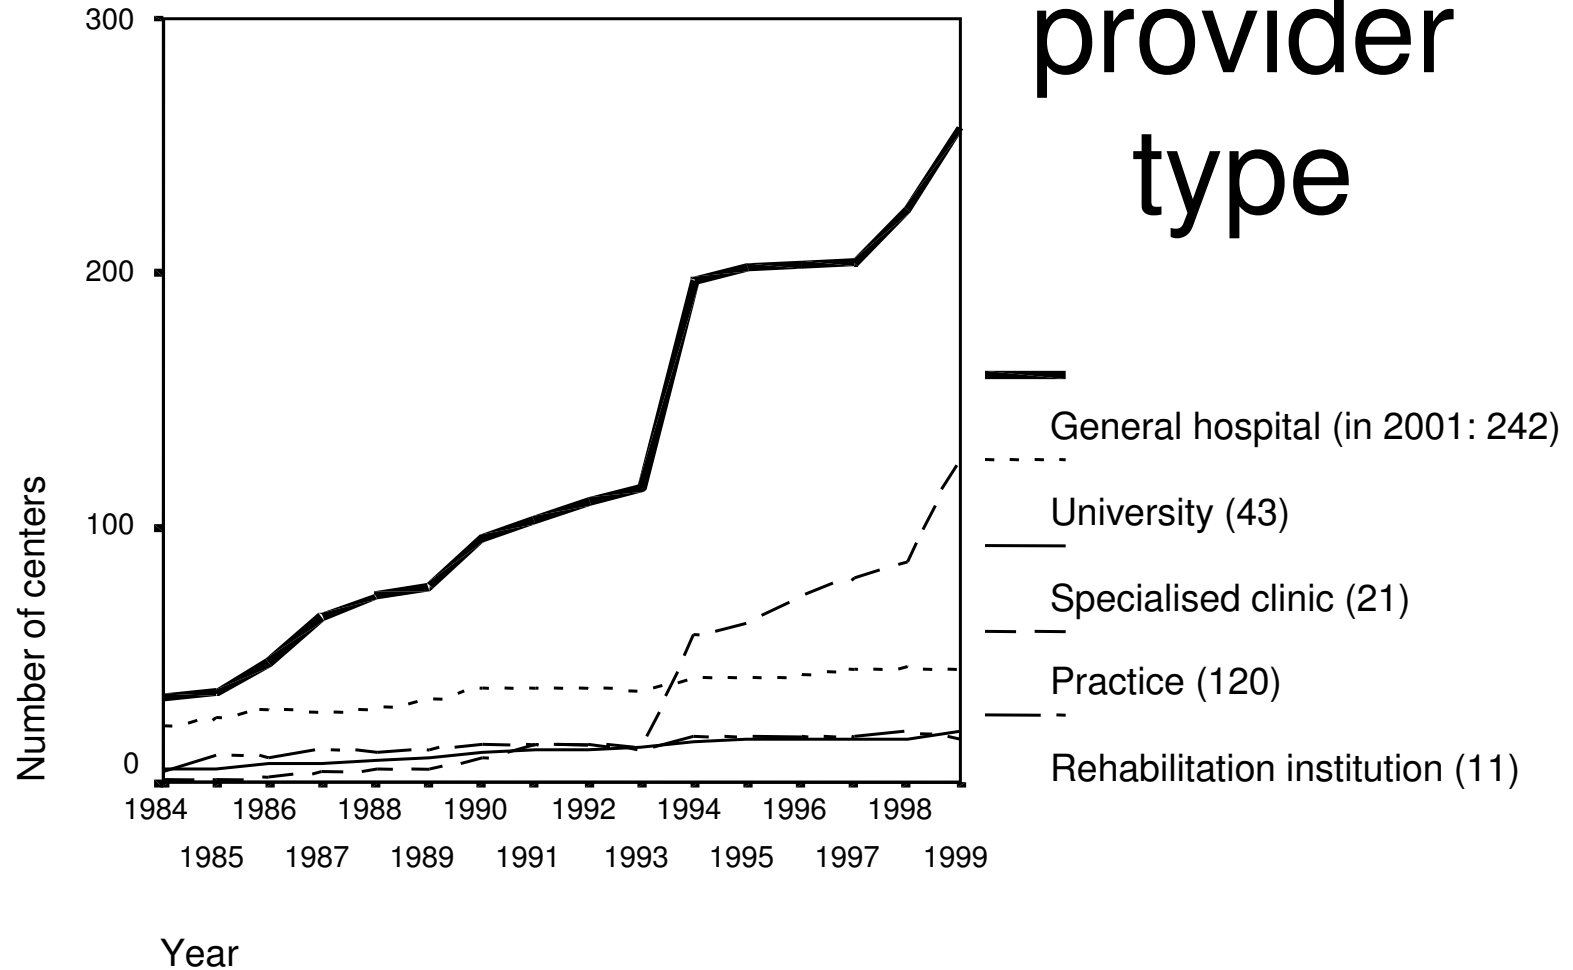 provider
type
300
200
100
0
Number of centers
1984 1986 1988 1990 1992 1994 1996 1998
1985 1987 1989 1991 1993 1995 1997 1999
Year
General hospital (in 2001: 242)
University (43)
Specialised clinic (21)
Practice (120)
Rehabilitation institution (11)